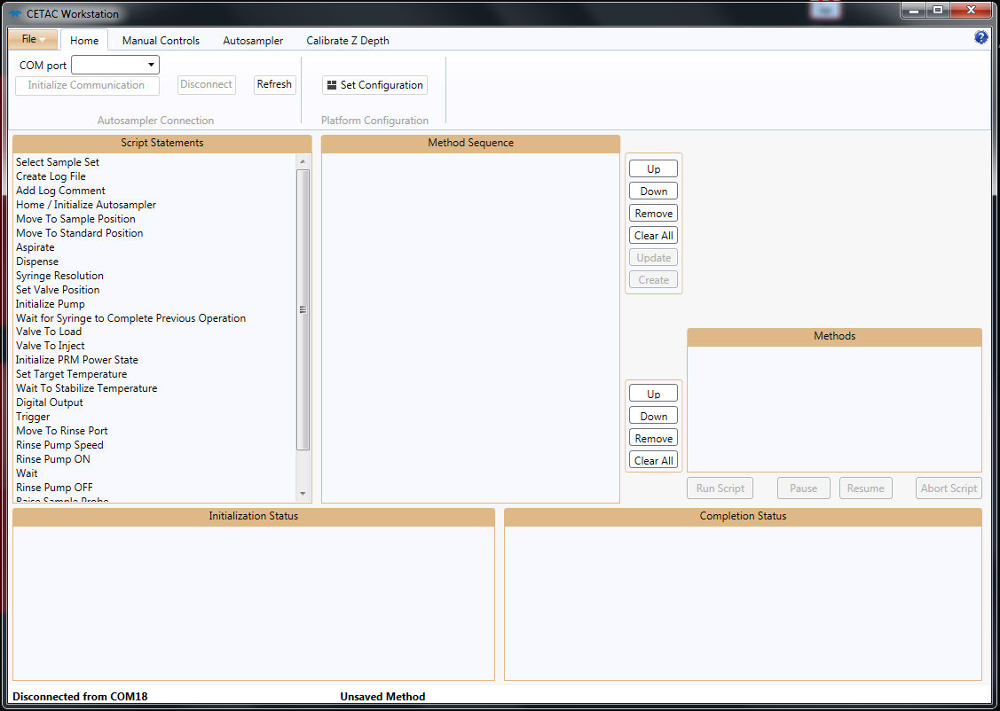 CETAC Workstation
File
Home
Manual Controls
Autosampler
Calibrate Z Depth
?
COM port
Initialize Communication
Disconnect
Refresh
Set Configuration
Autosampler Connection
Platform Configuration
Script Statements
Select Sample Set
Create Log File
Add Log Comment
Home / Initialize Autosampler
Move To Sample Position
Move To Standard Position
Aspirate
Dispense
Syringe Resolution
Set Valve Position
Initialize Pump
Wait for Syringe to Complete Previous Operation
Valve To Load
Valve To Inject
Initialize PRM Power State
Set Target Temperature
Wait To Stabilize Temperature
Digital Output
Trigger
Move To Rinse Port
Rinse Pump Speed
Rinse Pump ON
Wait
Rinse Pump OFF
Raise Sample Probe
Method Sequence
Up
Down
Remove
Clear All
Update
Create
Up
Down
Remove
Clear All
Methods
Run Script
Pause
Resume
Abort Script
Initialization Status
Completion Status
Disconnected from COM18
Unsaved Method